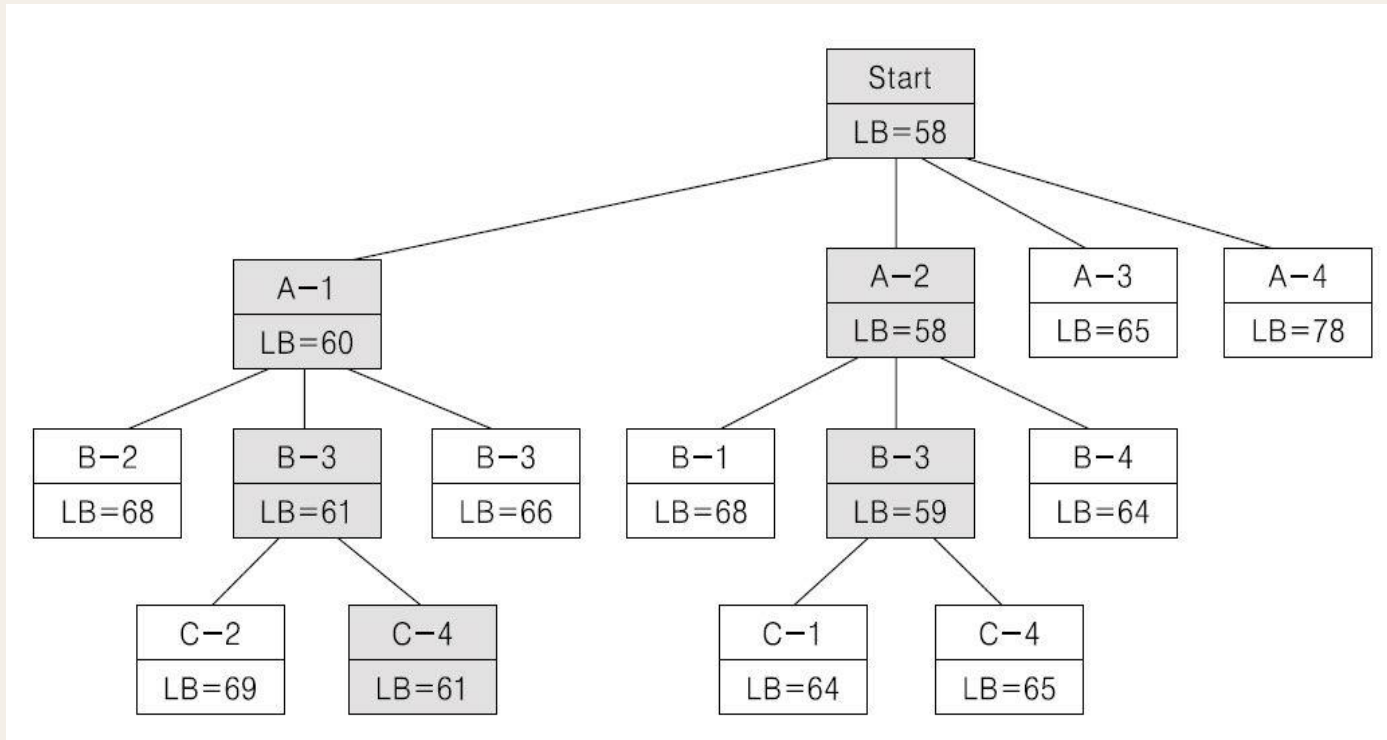 Start
LB=58
A-1
LB=60
A-2
LB=58
A-3
LB=65
A-4
LB=78
B-2
LB=68
B-3
LB=61
B-3
LB=66
B-1
LB=68
B-3
LB=59
B-4
LB=64
C-2
LB=69
C-4
LB=61
C-1
LB=64
C-4
LB=65